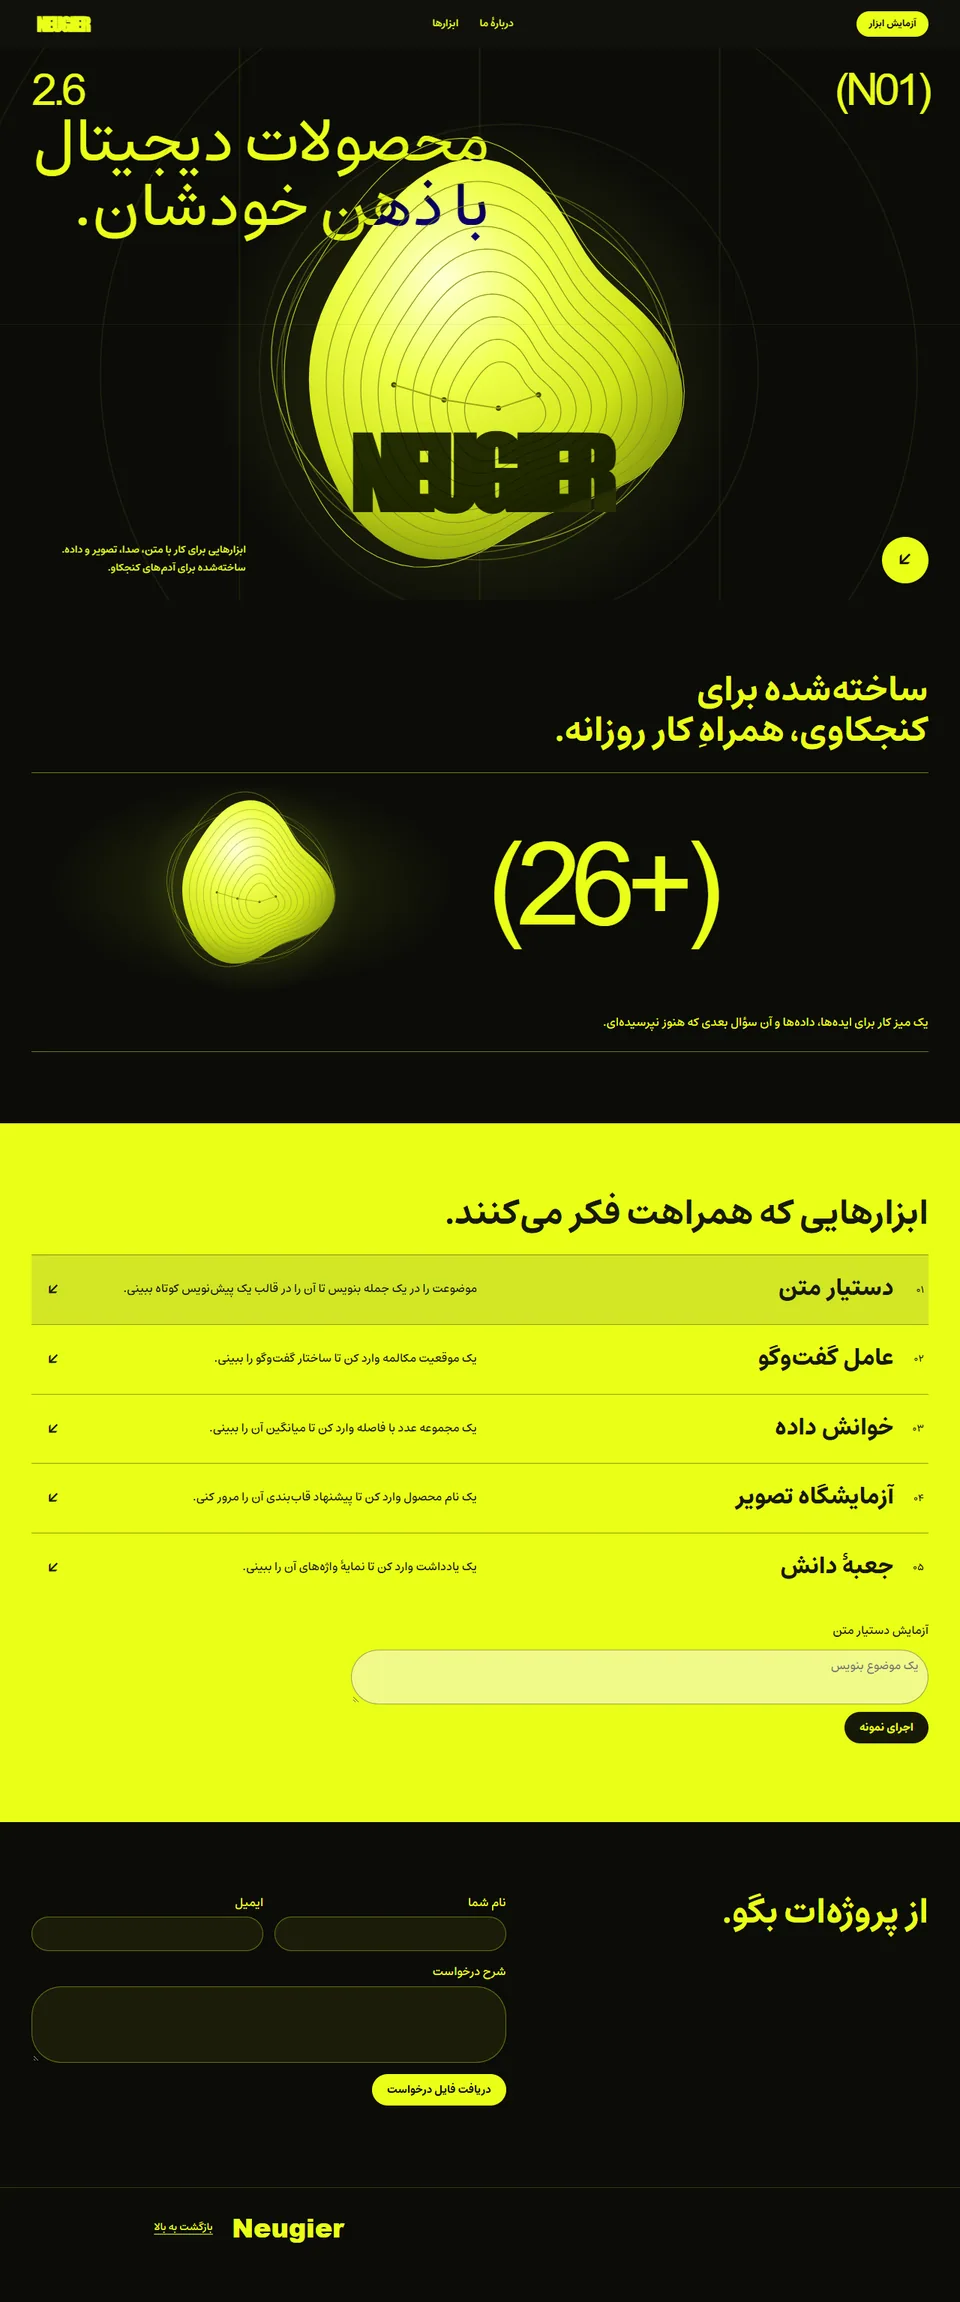 آزمایش ابزار
دربارهٔ ما
ابزارها
NEUGIER
(N01)
2.6
محصولات دیجیتال
با ذهن خودشان.
NEUGIER
ابزارهایی برای کار با متن، صدا، تصویر و داده.
ساخته‌شده برای آدم‌های کنجکاو.
ساخته‌شده برای
کنجکاوی، همراهِ کار روزانه.
(26+)
یک میز کار برای ایده‌ها، داده‌ها و آن سؤال بعدی که هنوز نپرسیده‌ای.
ابزارهایی که همراهت فکر می‌کنند.
۰۱ دستیار متن
موضوعت را در یک جمله بنویس تا آن را در قالب یک پیش‌نویس کوتاه ببینی.
۰۲ عامل گفت‌وگو
یک موقعیت مکالمه وارد کن تا ساختار گفت‌وگو را ببینی.
۰۳ خوانش داده
یک مجموعه عدد با فاصله وارد کن تا میانگین آن را ببینی.
۰۴ آزمایشگاه تصویر
یک نام محصول وارد کن تا پیشنهاد قاب‌بندی آن را مرور کنی.
۰۵ جعبهٔ دانش
یک یادداشت وارد کن تا نمایهٔ واژه‌های آن را ببینی.
آزمایش دستیار متن
یک موضوع بنویس
اجرای نمونه
از پروژه‌ات بگو.
نام شما
ایمیل
شرح درخواست
دریافت فایل درخواست
Neugier
بازگشت به بالا